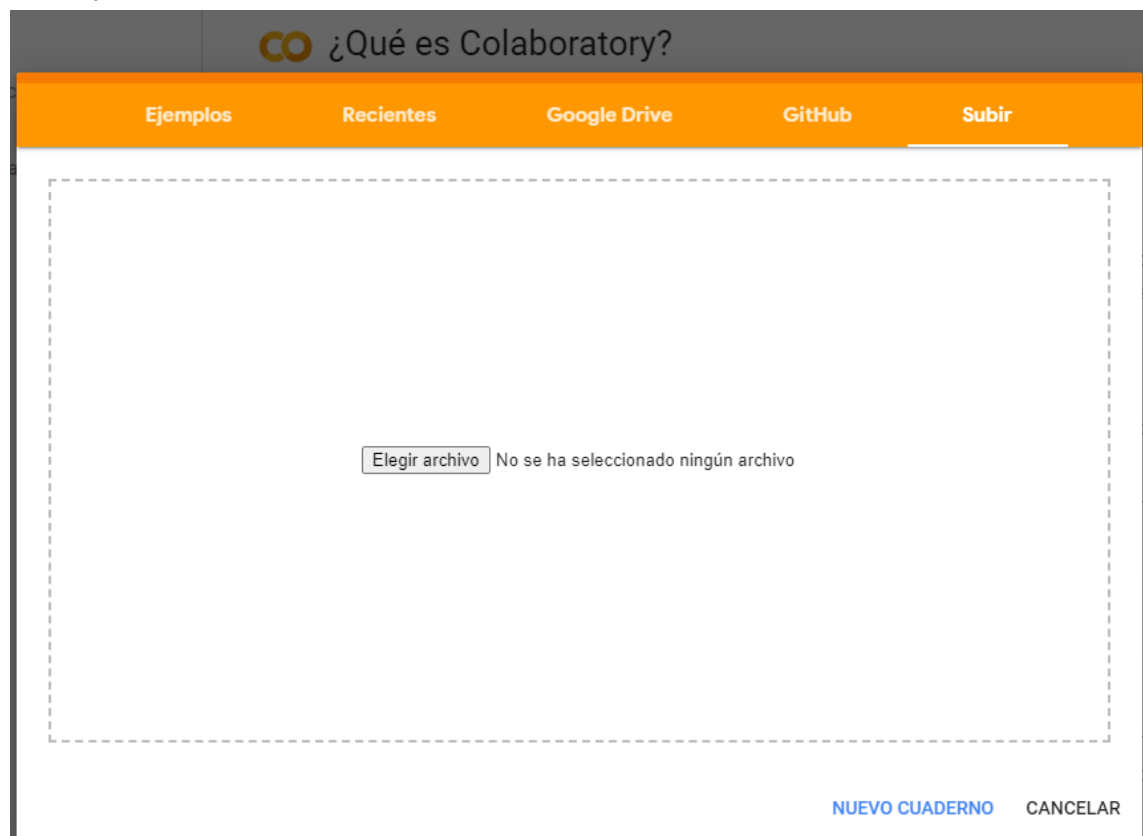 CO ¿Qué es Colaboratory?
Ejemplos Recientes Google Drive GitHub Subir
Elegir archivo No se ha seleccionado ningún archivo
NUEVO CUADERNO CANCELAR